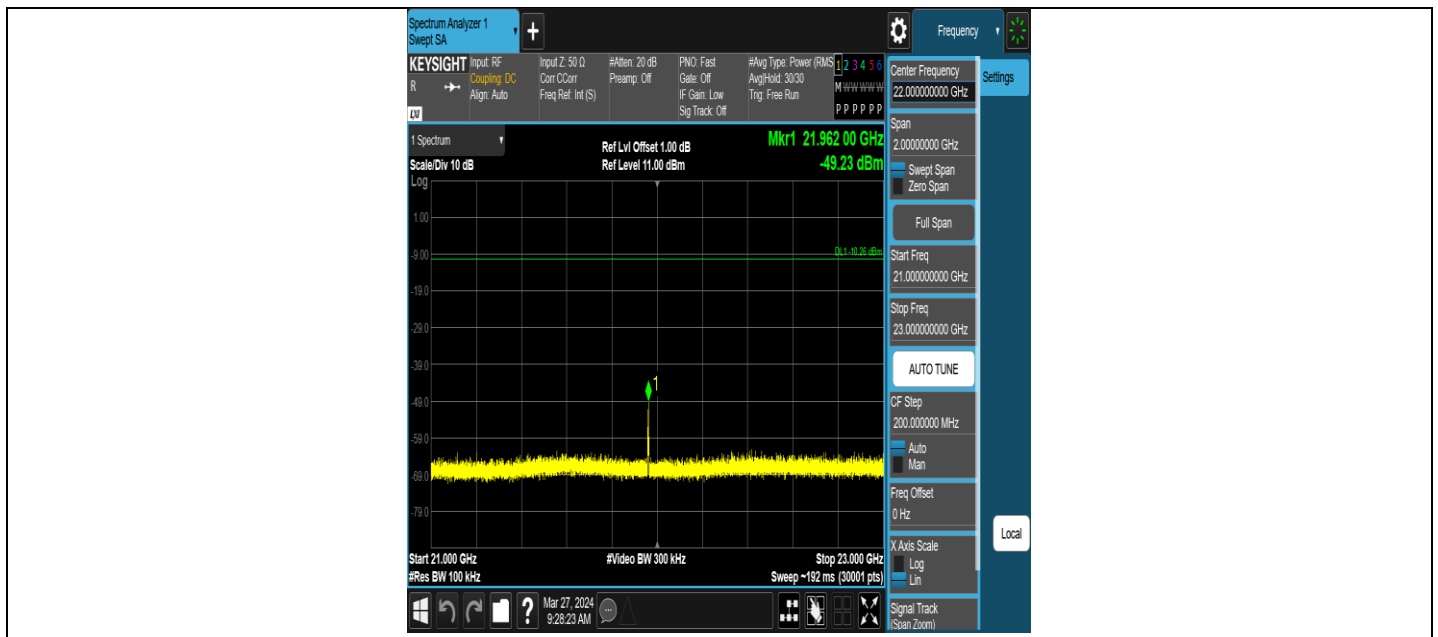 Spectrum Analyzer 1
Swept SA
+
Frequency
KEYSIGHT
R
LXI
Input: RF
Coupling: DC
Align: Auto
Input Z: 50 Ω
Corr CCorr
Freq Ref: Int (S)
#Atten: 20 dB
Preamp: Off
PNO: Fast
Gate: Off
IF Gain: Low
Sig Track: Off
#Avg Type: Power (RMS
Avg|Hold: 30/30
Trig: Free Run
1 2 3 4 5 6
M W W W W W
P P P P P P
1 Spectrum
Scale/Div 10 dB
Log
Ref Lvl Offset 1.00 dB
Ref Level 11.00 dBm
Mkr1 21.962 00 GHz
-49.23 dBm
1.00
-9.00
DL1 -10.26 dBm
-19.0
-29.0
-39.0
1
-49.0
-59.0
-69.0
-79.0
Start 21.000 GHz
#Video BW 300 kHz
Stop 23.000 GHz
#Res BW 100 kHz
Sweep ~192 ms (30001 pts)
Mar 27, 2024
9:28:23 AM
?
Center Frequency
22.000000000 GHz
Settings
Span
2.00000000 GHz
Swept Span
Zero Span
Full Span
Start Freq
21.000000000 GHz
Stop Freq
23.000000000 GHz
AUTO TUNE
CF Step
200.000000 MHz
Auto
Man
Freq Offset
0 Hz
X Axis Scale
Log
Lin
Local
Signal Track
(Span Zoom)